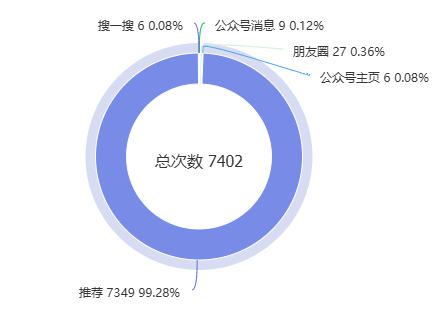 搜一搜 6 0.08%
公众号消息 9 0.12%
朋友圈 27 0.36%
公众号主页 6 0.08%
总次数 7402
推荐 7349 99.28%